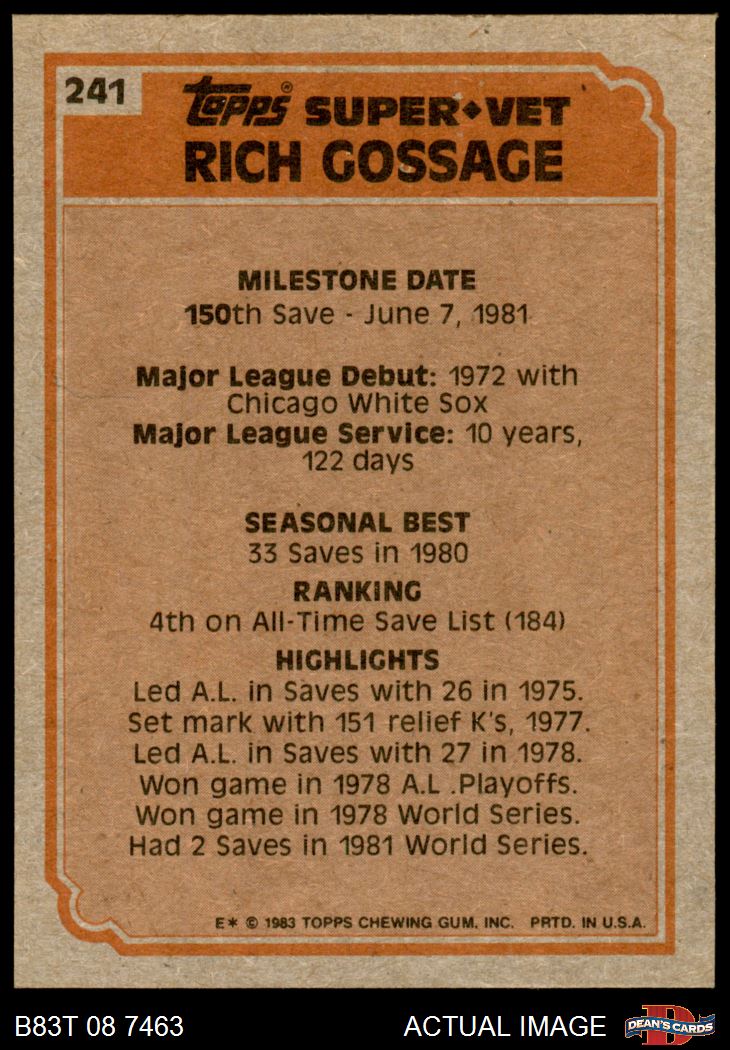 241
Topps® SUPER◆VET
RICH GOSSAGE
MILESTONE DATE
150th Save - June 7, 1981
Major League Debut: 1972 with
Chicago White Sox
Major League Service: 10 years,
122 days
SEASONAL BEST
33 Saves in 1980
RANKING
4th on All-Time Save List (184)
HIGHLIGHTS
Led A.L. in Saves with 26 in 1975.
Set mark with 151 relief K's, 1977.
Led A.L. in Saves with 27 in 1978.
Won game in 1978 A.L .Playoffs.
Won game in 1978 World Series.
Had 2 Saves in 1981 World Series.
E* © 1983 TOPPS CHEWING GUM, INC. PRTD. IN U.S.A.
B83T 08 7463 ACTUAL IMAGE D DEAN'S CARDS